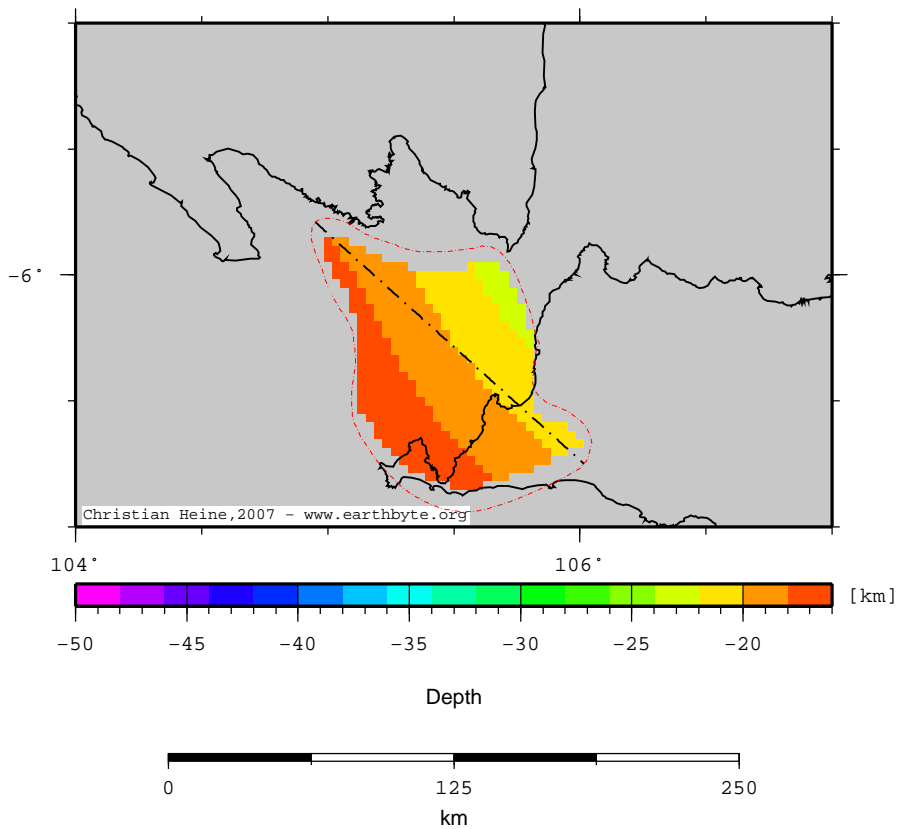 -6°
Christian Heine,2007 - www.earthbyte.org
104° 106°
[km]
-50 -45 -40 -35 -30 -25 -20
Depth
0 125 250
km